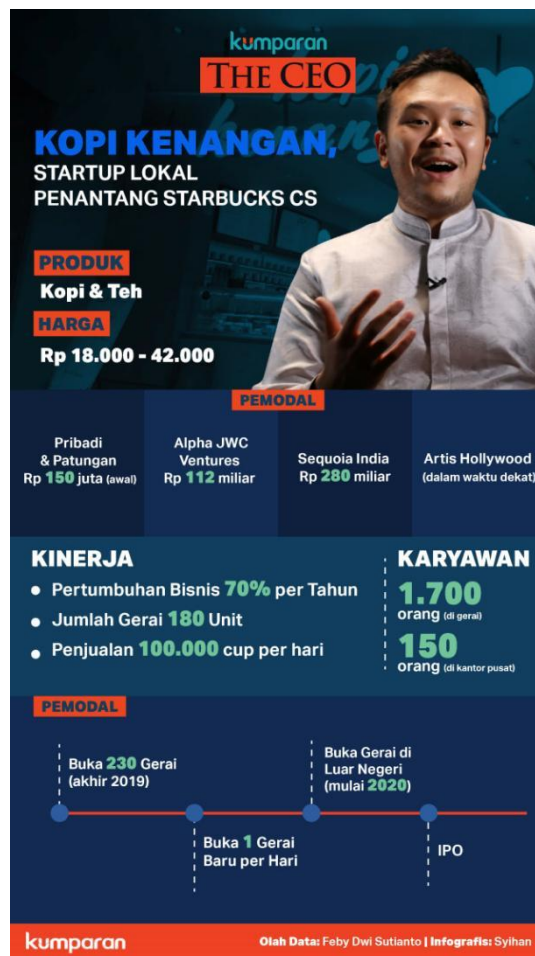 kumparan
THE CEO
KOPI KENANGAN,
STARTUP LOKAL
PENANTANG STARBUCKS CS
PRODUK
Kopi & Teh
HARGA
Rp 18.000 - 42.000
PEMODAL
Pribadi
& Patungan
Rp 150 juta (awal)
Alpha JWC
Ventures
Rp 112 miliar
Sequoia India
Rp 280 miliar
Artis Hollywood
(dalam waktu dekat)
KINERJA
Pertumbuhan Bisnis 70% per Tahun
Jumlah Gerai 180 Unit
Penjualan 100.000 cup per hari
KARYAWAN
1.700
orang (di gerai)
150
orang (di kantor pusat)
PEMODAL
Buka 230 Gerai
(akhir 2019)
Buka 1 Gerai
Baru per Hari
Buka Gerai di
Luar Negeri
(mulai 2020)
IPO
kumparan
Olah Data: Feby Dwi Sutianto | Infografis: Syihan